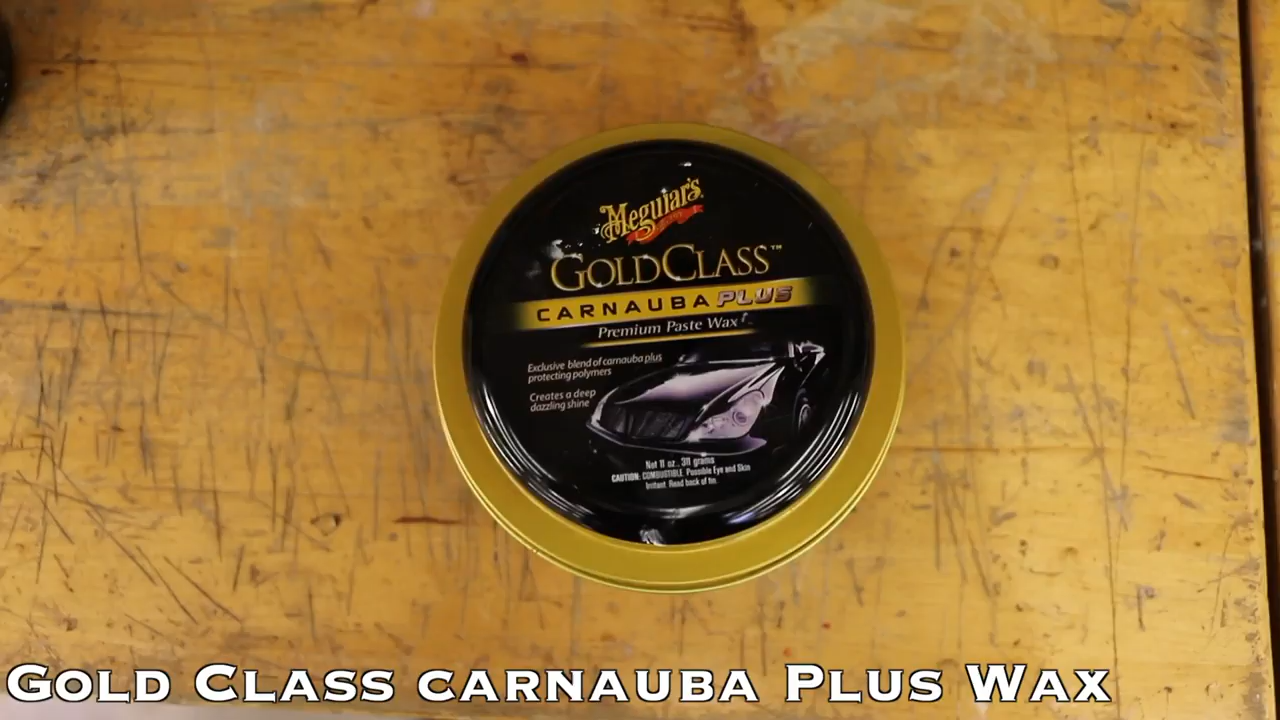 Meguiar's
GOLD CLASS™
CARNAUBA PLUS
Premium Paste Wax
Exclusive blend of carnauba plus
protecting polymers
Creates a deep
dazzling shine
Net 11 oz. 311 grams
CAUTION: COMBUSTIBLE. Possible Eye and Skin
Irritant. Read back of tin.
GOLD CLASS CARNAUBA PLUS WAX